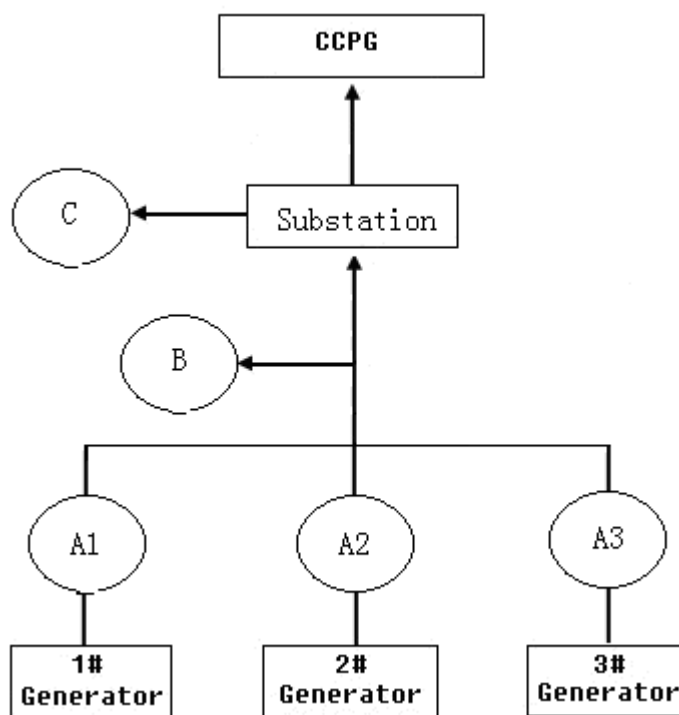 CCPG
C
Substation
B
A1
A2
A3
1#
Generator
2#
Generator
3#
Generator